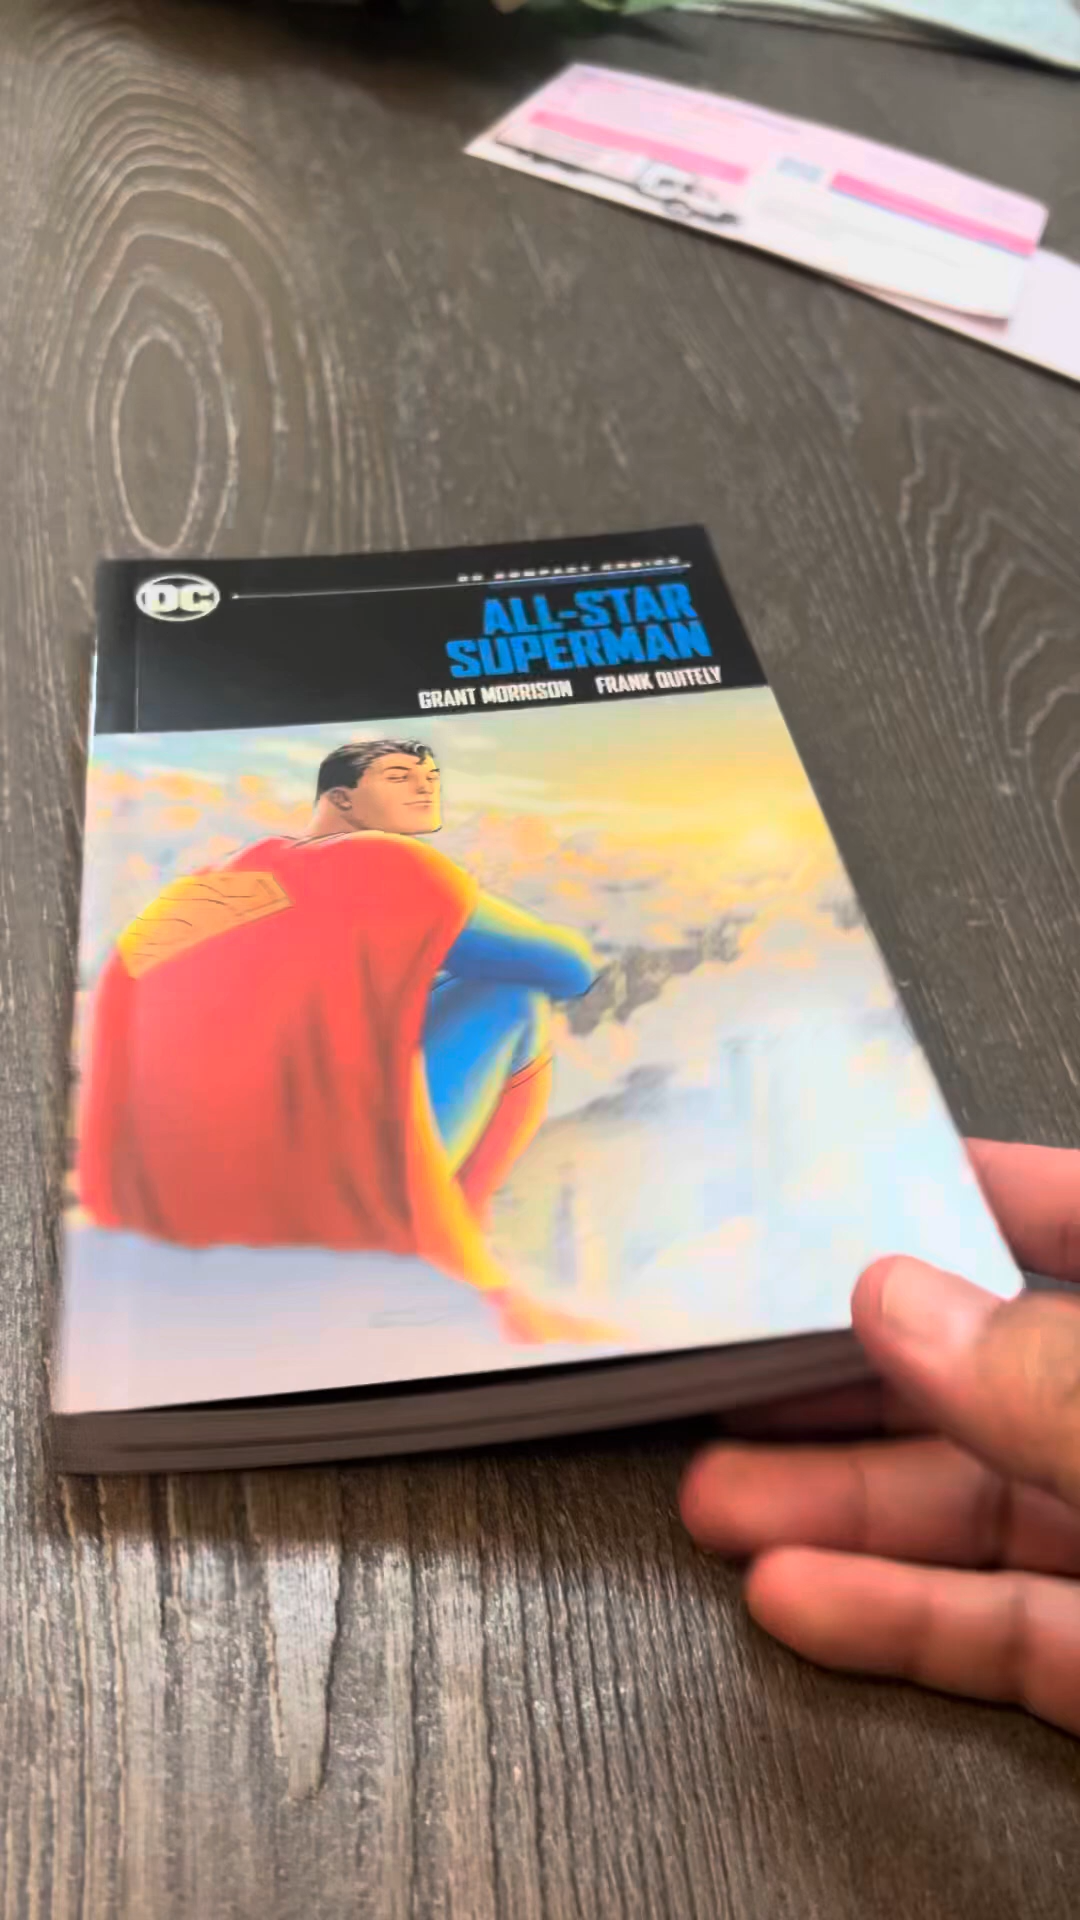 DC
DC COMPACT COMICS
ALL-STAR
SUPERMAN
GRANT MORRISON FRANK QUITELY